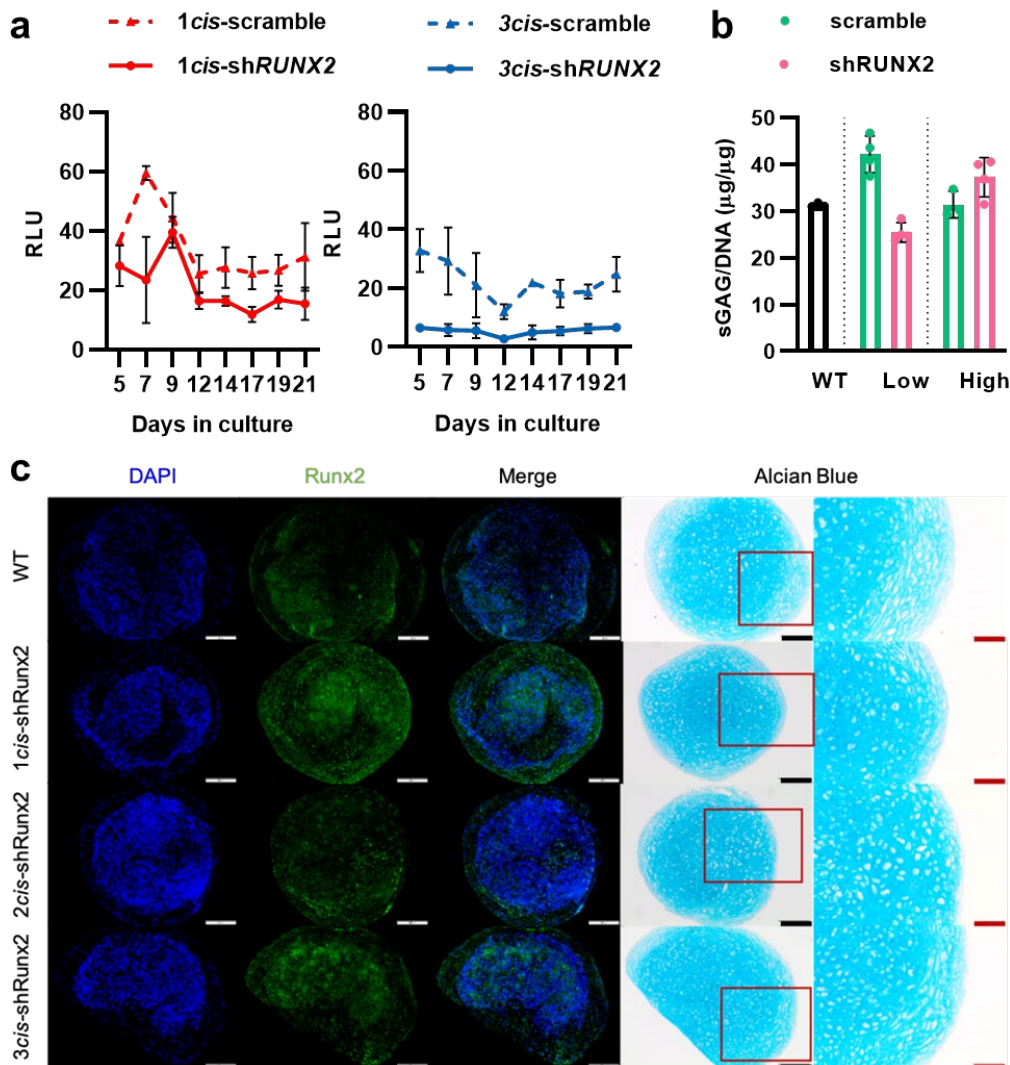 a
1cis-scramble
1cis-shRUNX2
3cis-scramble
3cis-shRUNX2
b
scramble
shRUNX2
80
60
40
20
0
RLU
5 7 9 12 14 17 19 21
Days in culture
80
60
40
20
0
RLU
5 7 9 12 14 17 19 21
Days in culture
50
40
30
20
10
0
sGAG/DNA (µg/µg)
WT Low High
c
DAPI Runx2 Merge Alcian Blue
WT
1cis-shRunx2
2cis-shRunx2
3cis-shRunx2